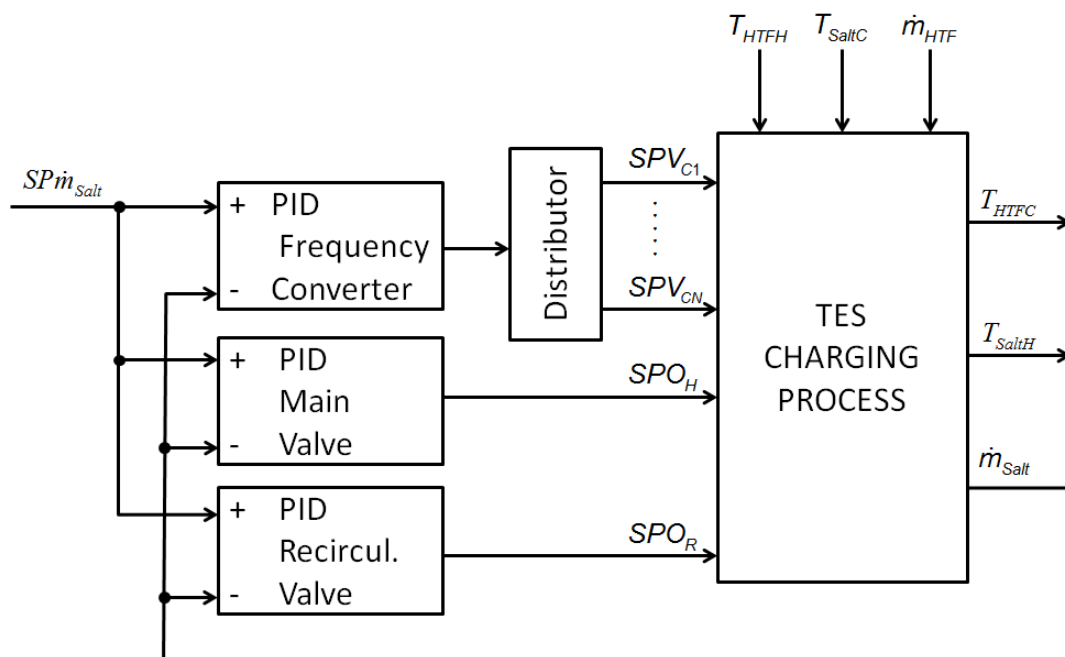 T_HTFH T_SaltC ṁ_HTF
SPṁ_Salt
+ PID
Frequency
- Converter
Distributor
SPV_C1
. . . . .
SPV_CN
+ PID
Main
- Valve
SPO_H
+ PID
Recircul.
- Valve
SPO_R
TES
CHARGING
PROCESS
T_HTFC
T_SaltH
ṁ_Salt